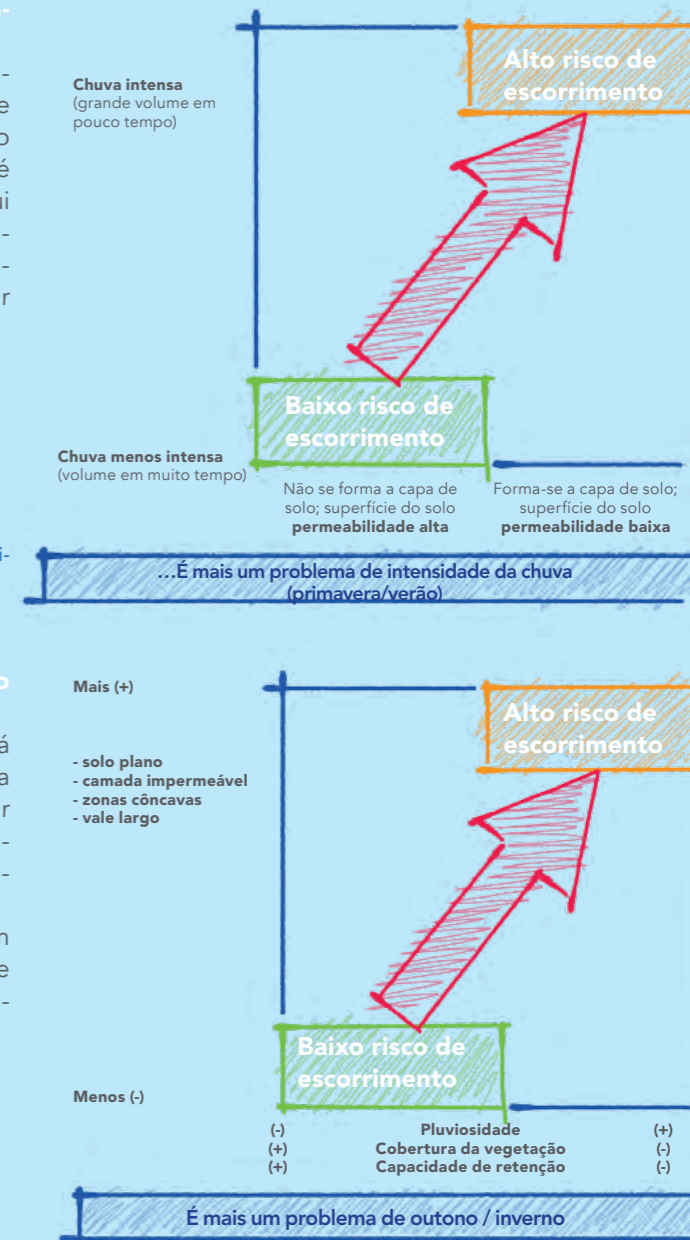 Chuva intensa
(grande volume em
pouco tempo)
Alto risco de
escorrimento
Baixo risco de
escorrimento
Chuva menos intensa
(volume em muito tempo)
Não se forma a capa de
solo; superfície do solo
permeabilidade alta
Forma-se a capa de solo;
superfície do solo
permeabilidade baixa
...É mais um problema de intensidade da chuva
(primavera/verão)
Mais (+)
- solo plano
- camada impermeável
- zonas côncavas
- vale largo
Alto risco de
escorrimento
Baixo risco de
escorrimento
Menos (-)
(-) Pluviosidade (+)
(+) Cobertura da vegetação (-)
(+) Capacidade de retenção (-)
É mais um problema de outono / inverno